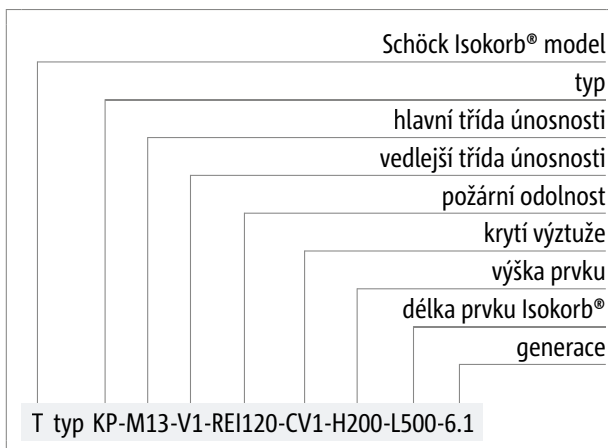 Schöck Isokorb® model
typ
hlavní třída únosnosti
vedlejší třída únosnosti
požární odolnost
krytí výztuže
výška prvku
délka prvku Isokorb®
generace
T typ KP-M13-V1-REI120-CV1-H200-L500-6.1